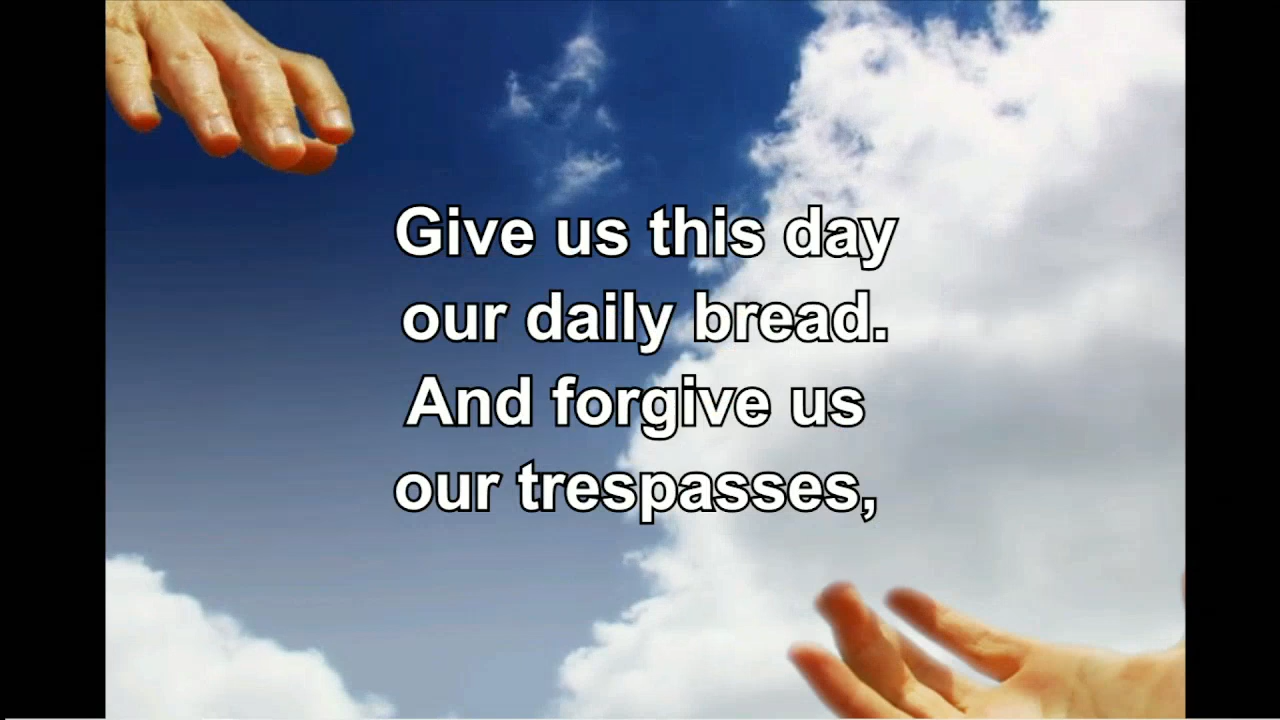 Give us this day
our daily bread.
And forgive us
our trespasses,